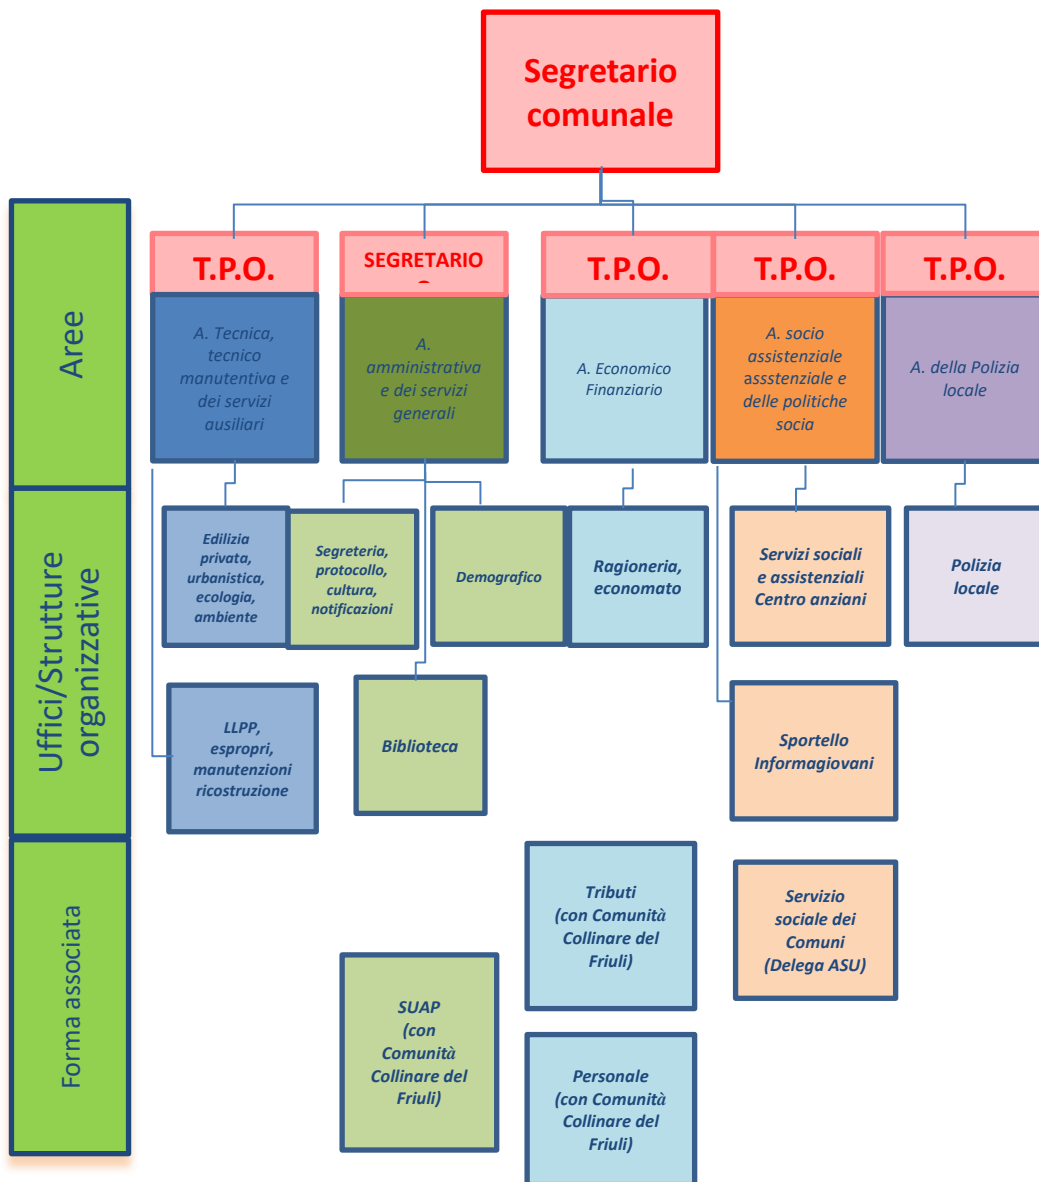 Segretario
comunale
Aree
T.P.O.
SEGRETARIO
T.P.O.
T.P.O.
T.P.O.
A. Tecnica,
tecnico
manutentiva e
dei servizi
ausiliari
A.
amministrativa
e dei servizi
generali
A. Economico
Finanziario
A. socio
assistenziale
asstenziale e
delle politiche
socia
A. della Polizia
locale
Uffici/Strutture
organizzative
Edilizia
privata,
urbanistica,
ecologia,
ambiente
Segreteria,
protocollo,
cultura,
notificazioni
Demografico
Ragioneria,
economato
Servizi sociali
e assistenziali
Centro anziani
Polizia
locale
LLPP,
espropri,
manutenzioni
ricostruzione
Biblioteca
Sportello
Informagiovani
Forma associata
SUAP
(con
Comunità
Collinare del
Friuli)
Tributi
(con Comunità
Collinare del
Friuli)
Servizio
sociale dei
Comuni
(Delega ASU)
Personale
(con Comunità
Collinare del
Friuli)